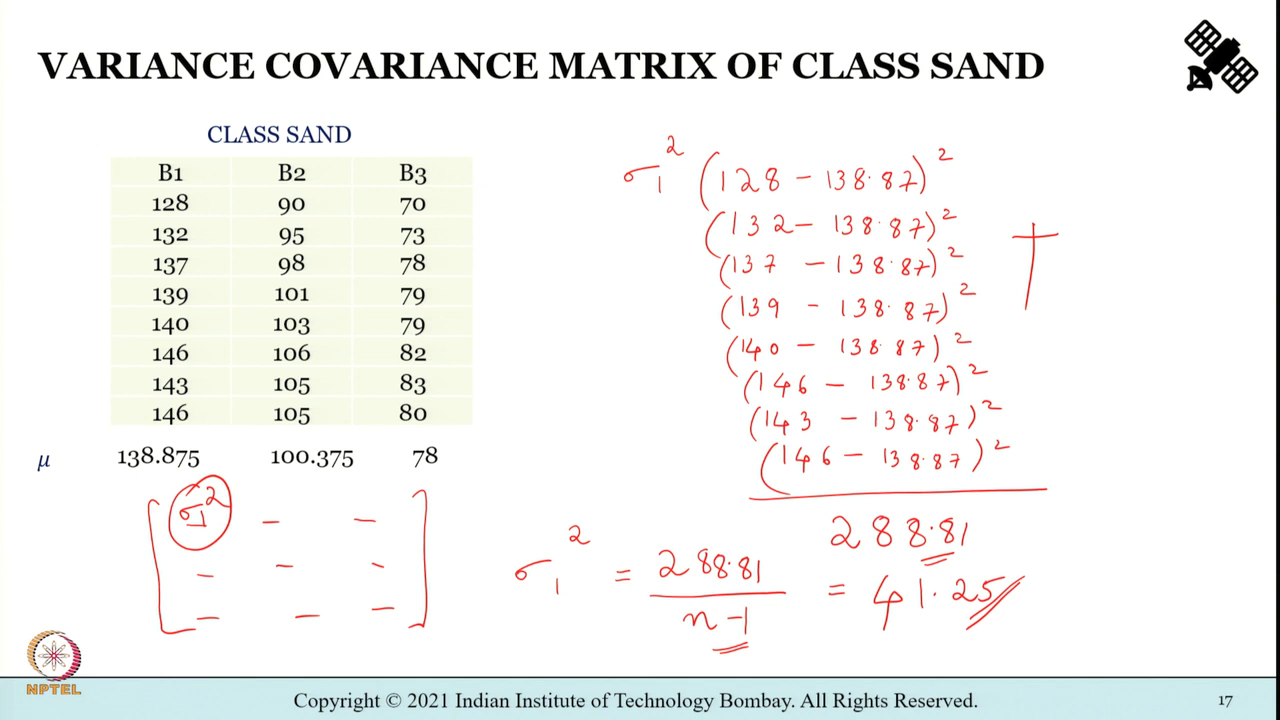 VARIANCE COVARIANCE MATRIX OF CLASS SAND
CLASS SAND
B1 B2 B3
128 90 70
132 95 73
137 98 78
139 101 79
140 103 79
146 106 82
143 105 83
146 105 80
μ 138.875 100.375 78
σ₁²
σ₁² (128 - 138.87)²
(132 - 138.87)²
(137 - 138.87)²
(139 - 138.87)²
(140 - 138.87)²
(146 - 138.87)²
(143 - 138.87)²
(146 - 138.87)²
288.81
σ₁² = 288.81 / n-1 = 41.25
NPTEL
Copyright © 2021 Indian Institute of Technology Bombay. All Rights Reserved.
17